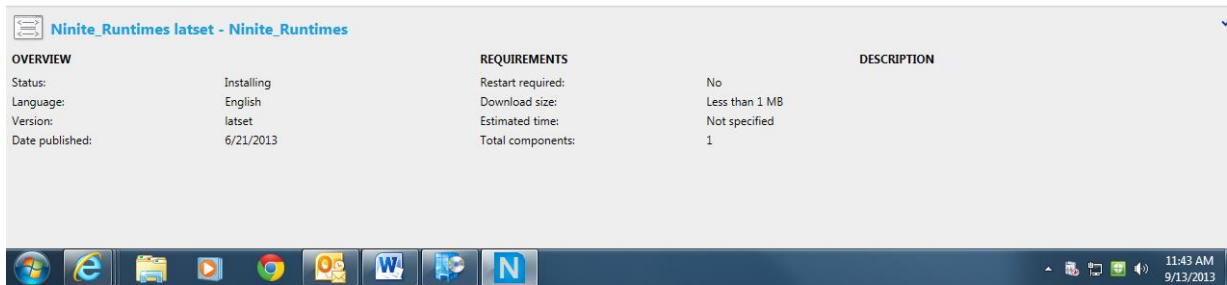 Ninite_Runtimes latset - Ninite_Runtimes
OVERVIEW REQUIREMENTS DESCRIPTION
Status: Installing Restart required: No
Language: English Download size: Less than 1 MB
Version: latset Estimated time: Not specified
Date published: 6/21/2013 Total components: 1
11:43 AM
9/13/2013